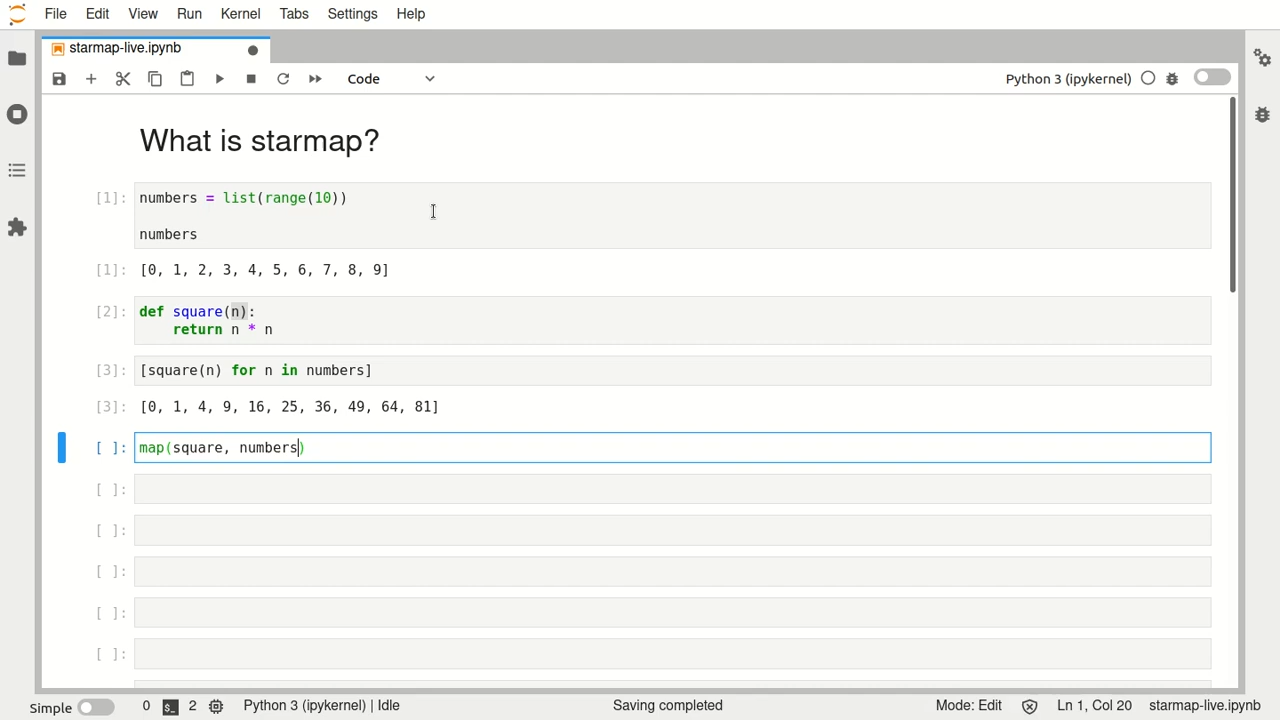 File Edit View Run Kernel Tabs Settings Help
starmap-live.ipynb
Code
Python 3 (ipykernel)
What is starmap?
[1]: numbers = list(range(10))
numbers
[1]: [0, 1, 2, 3, 4, 5, 6, 7, 8, 9]
[2]: def square(n):
return n * n
[3]: [square(n) for n in numbers]
[3]: [0, 1, 4, 9, 16, 25, 36, 49, 64, 81]
[ ]: map(square, numbers)
[ ]:
[ ]:
[ ]:
[ ]:
[ ]:
Simple 0 $_ 2 Python 3 (ipykernel) | Idle Saving completed Mode: Edit Ln 1, Col 20 starmap-live.ipynb